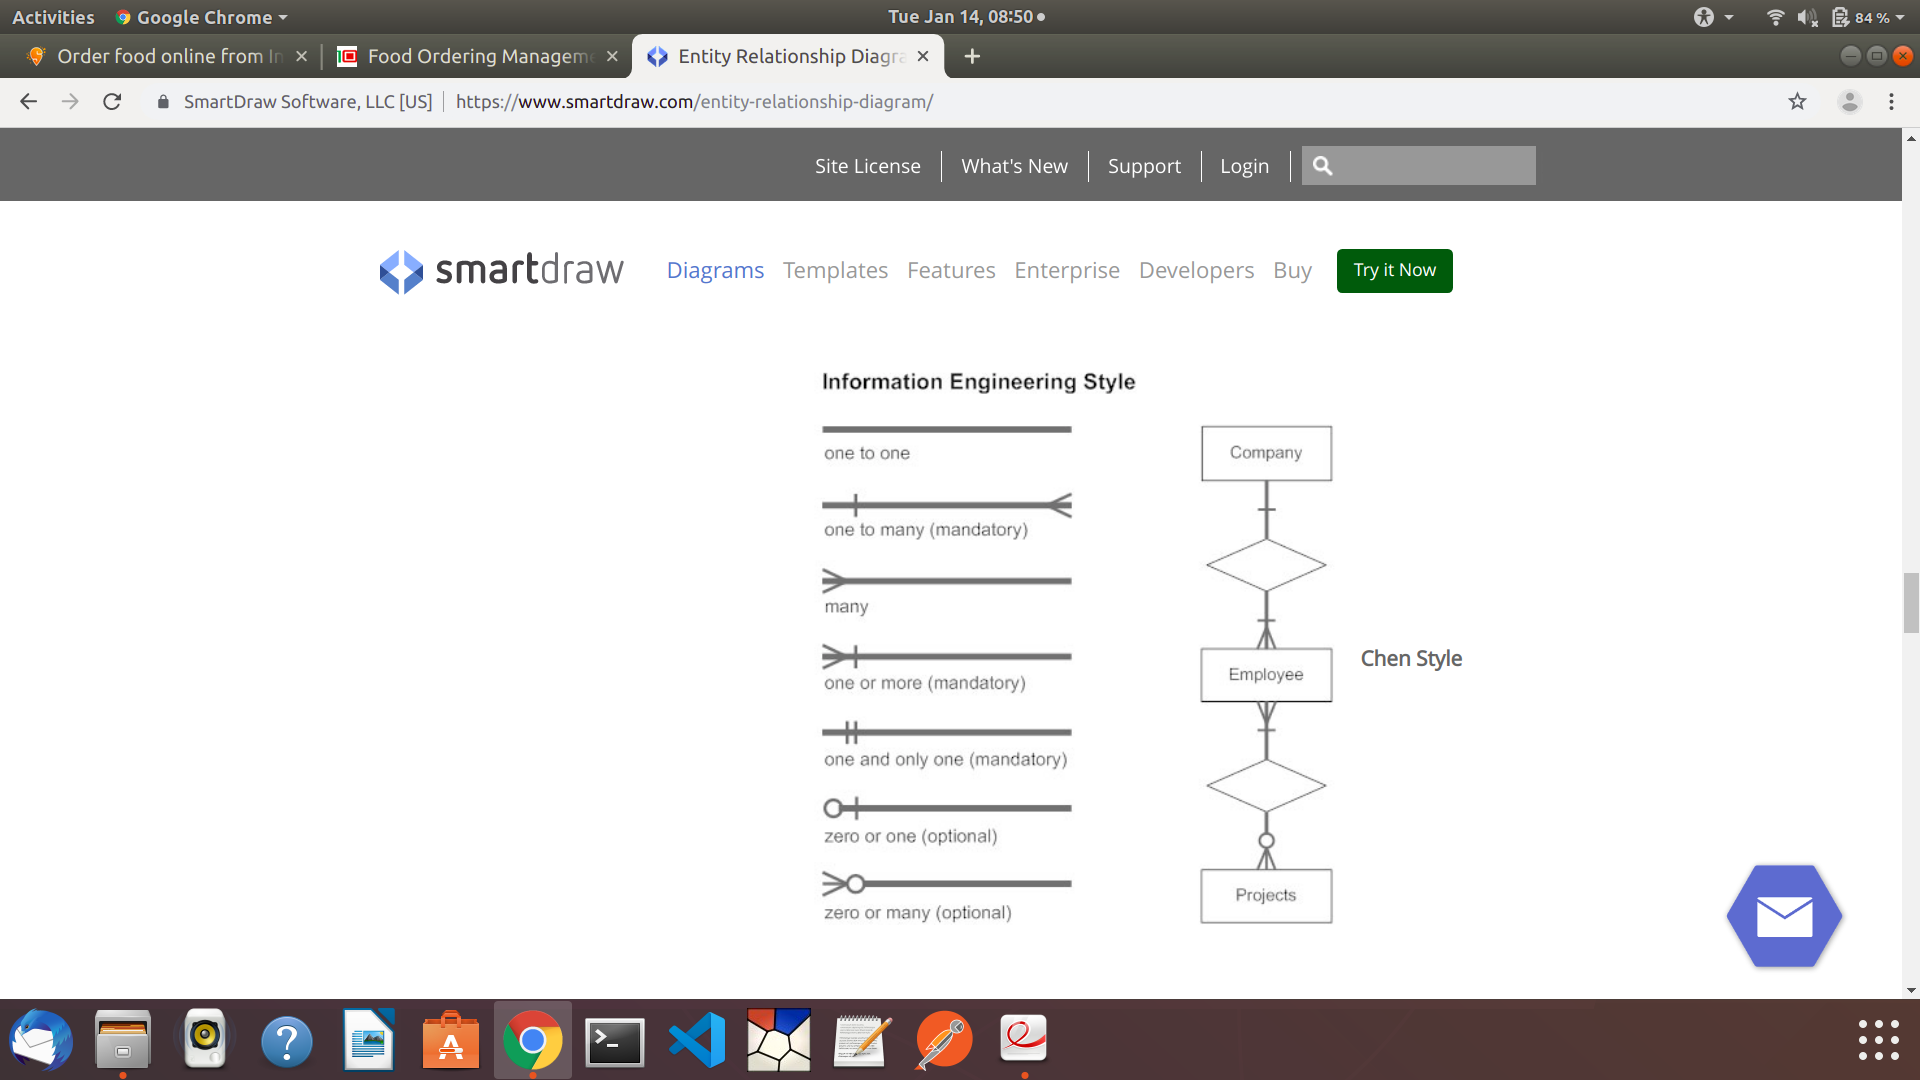 Activities
Google Chrome
Tue Jan 14, 08:50
84 %
Order food online from In
Food Ordering Manageme
Entity Relationship Diagra
SmartDraw Software, LLC [US]
https://www.smartdraw.com/entity-relationship-diagram/
Site License
What's New
Support
Login
smartdraw
Diagrams
Templates
Features
Enterprise
Developers
Buy
Try it Now
Information Engineering Style
one to one
one to many (mandatory)
many
one or more (mandatory)
one and only one (mandatory)
zero or one (optional)
zero or many (optional)
Company
Employee
Projects
Chen Style